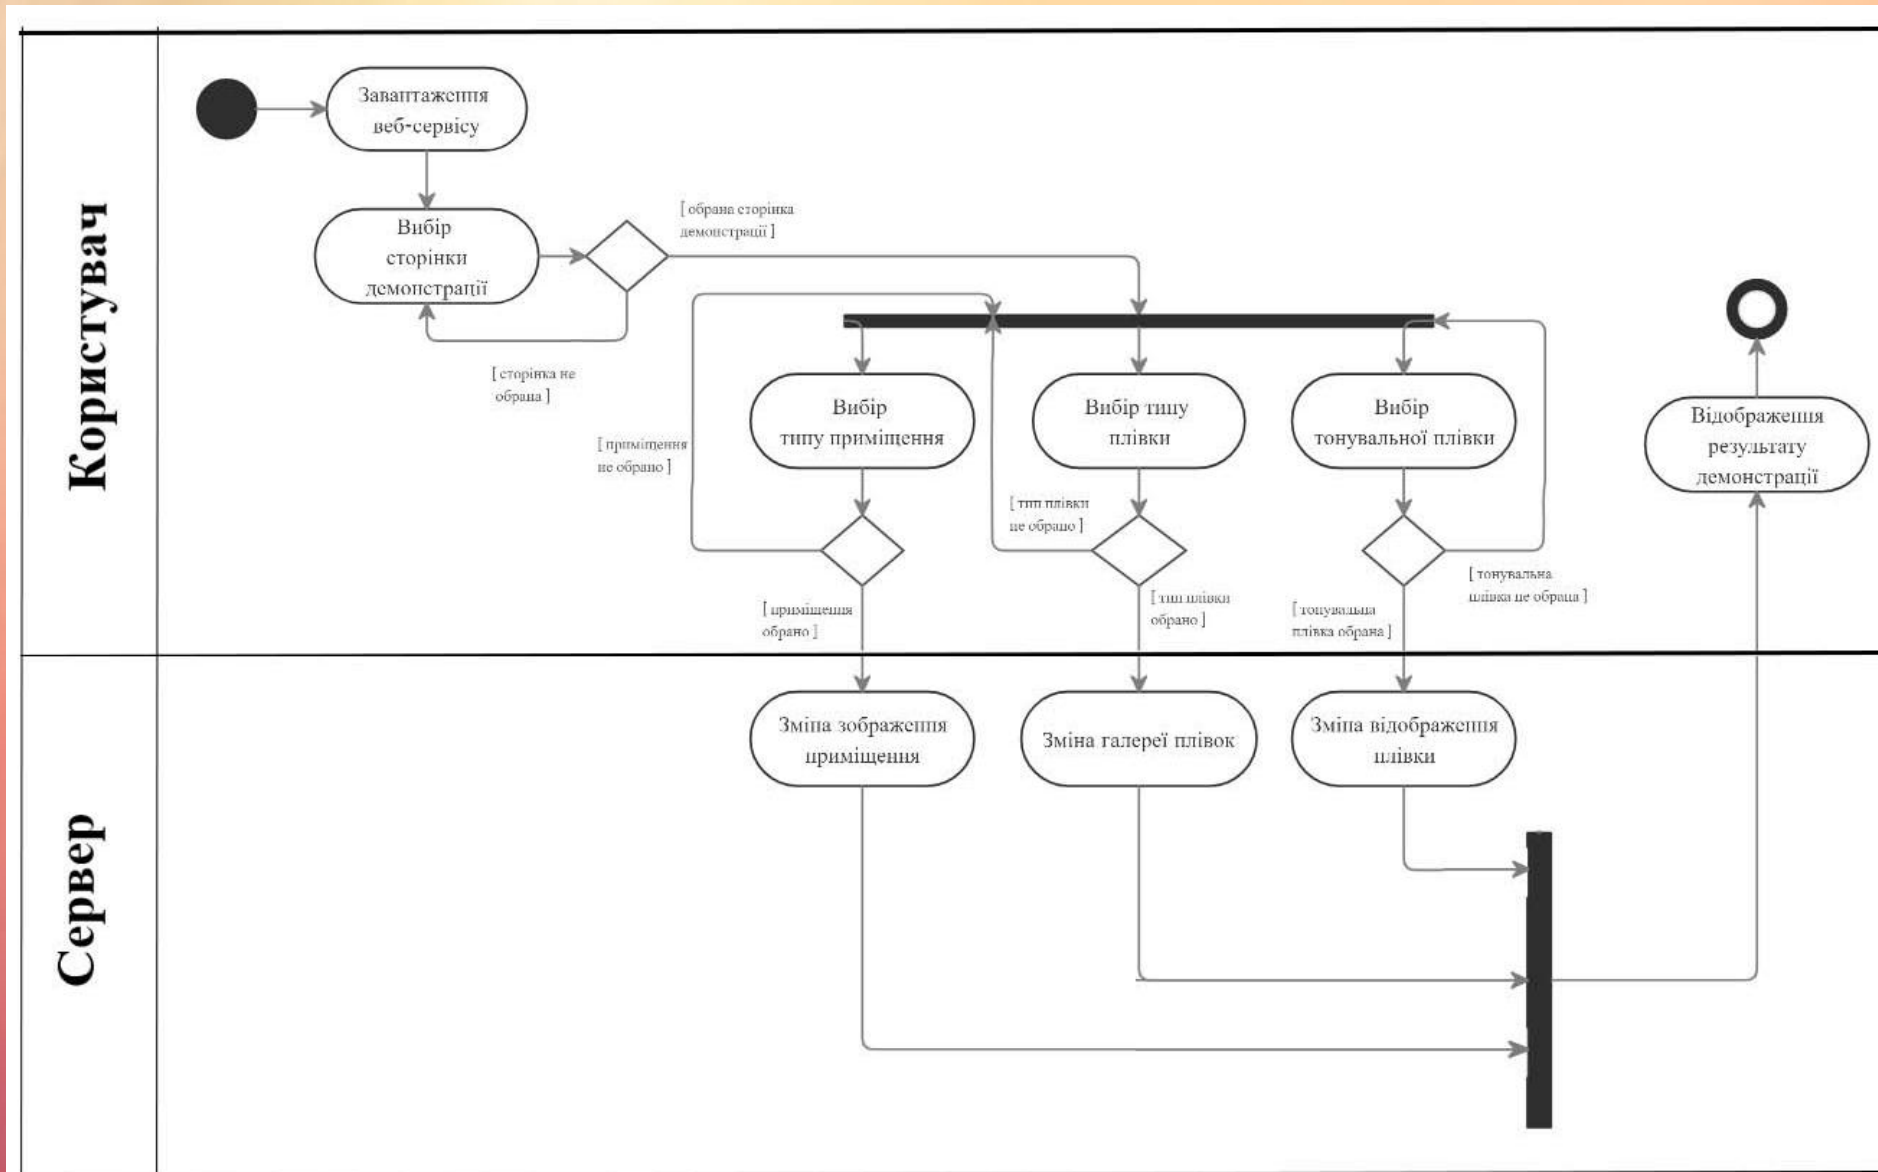 Користувач
Завантаження
веб-сервісу
Вибір
сторінки
демонстрації
[ обрана сторінка
демонстрації ]
[ сторінка не
обрана ]
Вибір
типу приміщення
Вибір типу
плівки
Вибір
тонувальної плівки
Відображення
результату
демонстрації
[ приміщення
не обрано ]
[ тип плівки
не обрано ]
[ тонувальна
плівка не обрана ]
[ приміщення
обрано ]
[ тип плівки
обрано ]
[ тонувальна
плівка обрана ]
Сервер
Зміна зображення
приміщення
Зміна галереї плівок
Зміна відображення
плівки